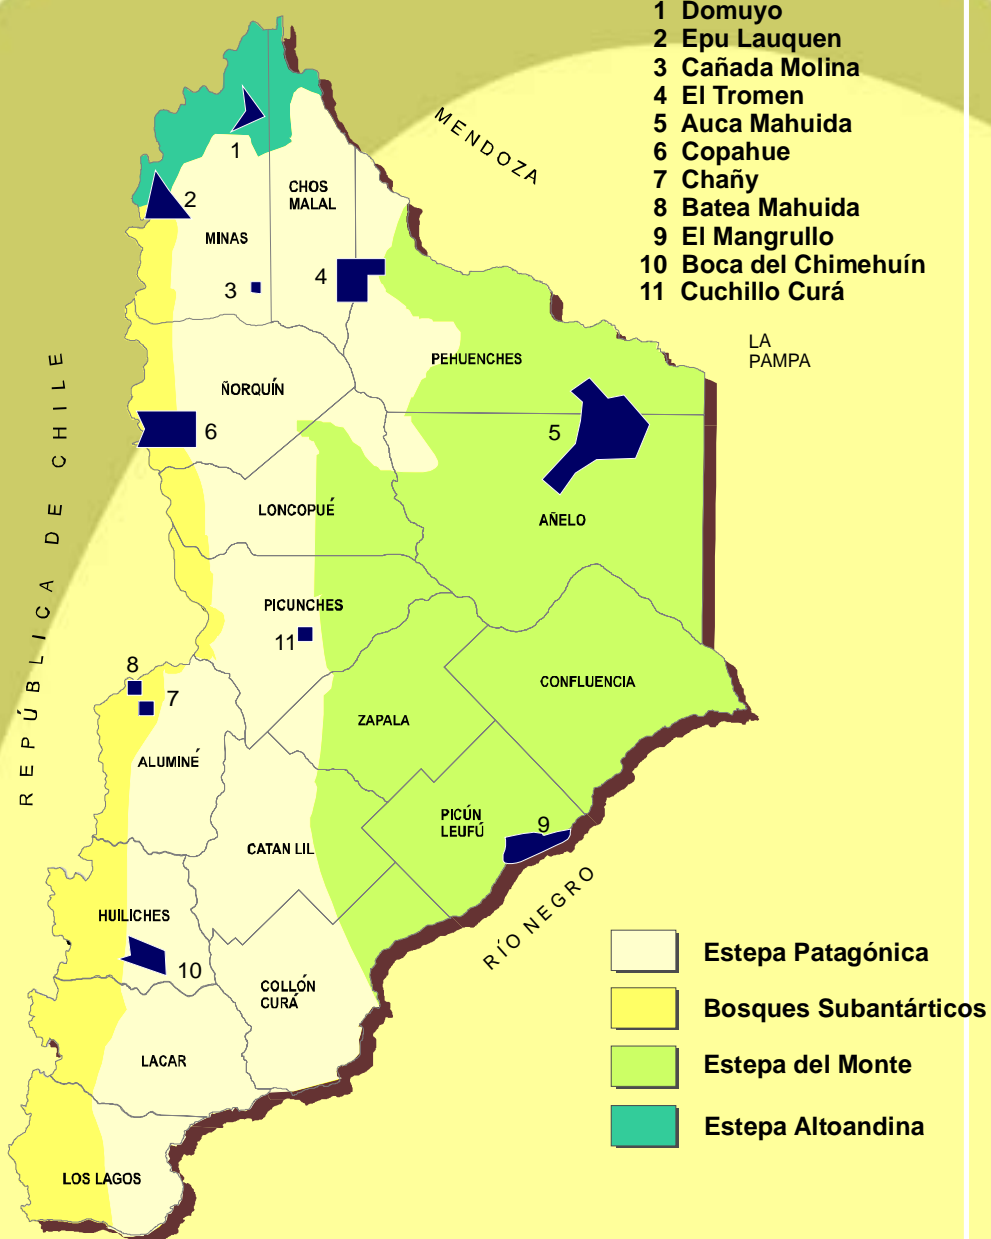 1 Domuyo
2 Epu Lauquen
3 Cañada Molina
4 El Tromen
5 Auca Mahuida
6 Copahue
7 Chañy
8 Batea Mahuida
9 El Mangrullo
10 Boca del Chimehuín
11 Cuchillo Curá
MENDOZA
LA
PAMPA
REPÚBLICA DE CHILE
RÍO NEGRO
1
CHOS
MALAL
2
MINAS
3
4
PEHUENCHES
ÑORQUÍN
6
5
LONCOPUÉ
AÑELO
PICUNCHES
11
8
7
CONFLUENCIA
ZAPALA
ALUMINÉ
PICÚN
LEUFÚ
9
CATAN LIL
HUILICHES
10
COLLÓN
CURÁ
LACAR
LOS LAGOS
Estepa Patagónica
Bosques Subantárticos
Estepa del Monte
Estepa Altoandina